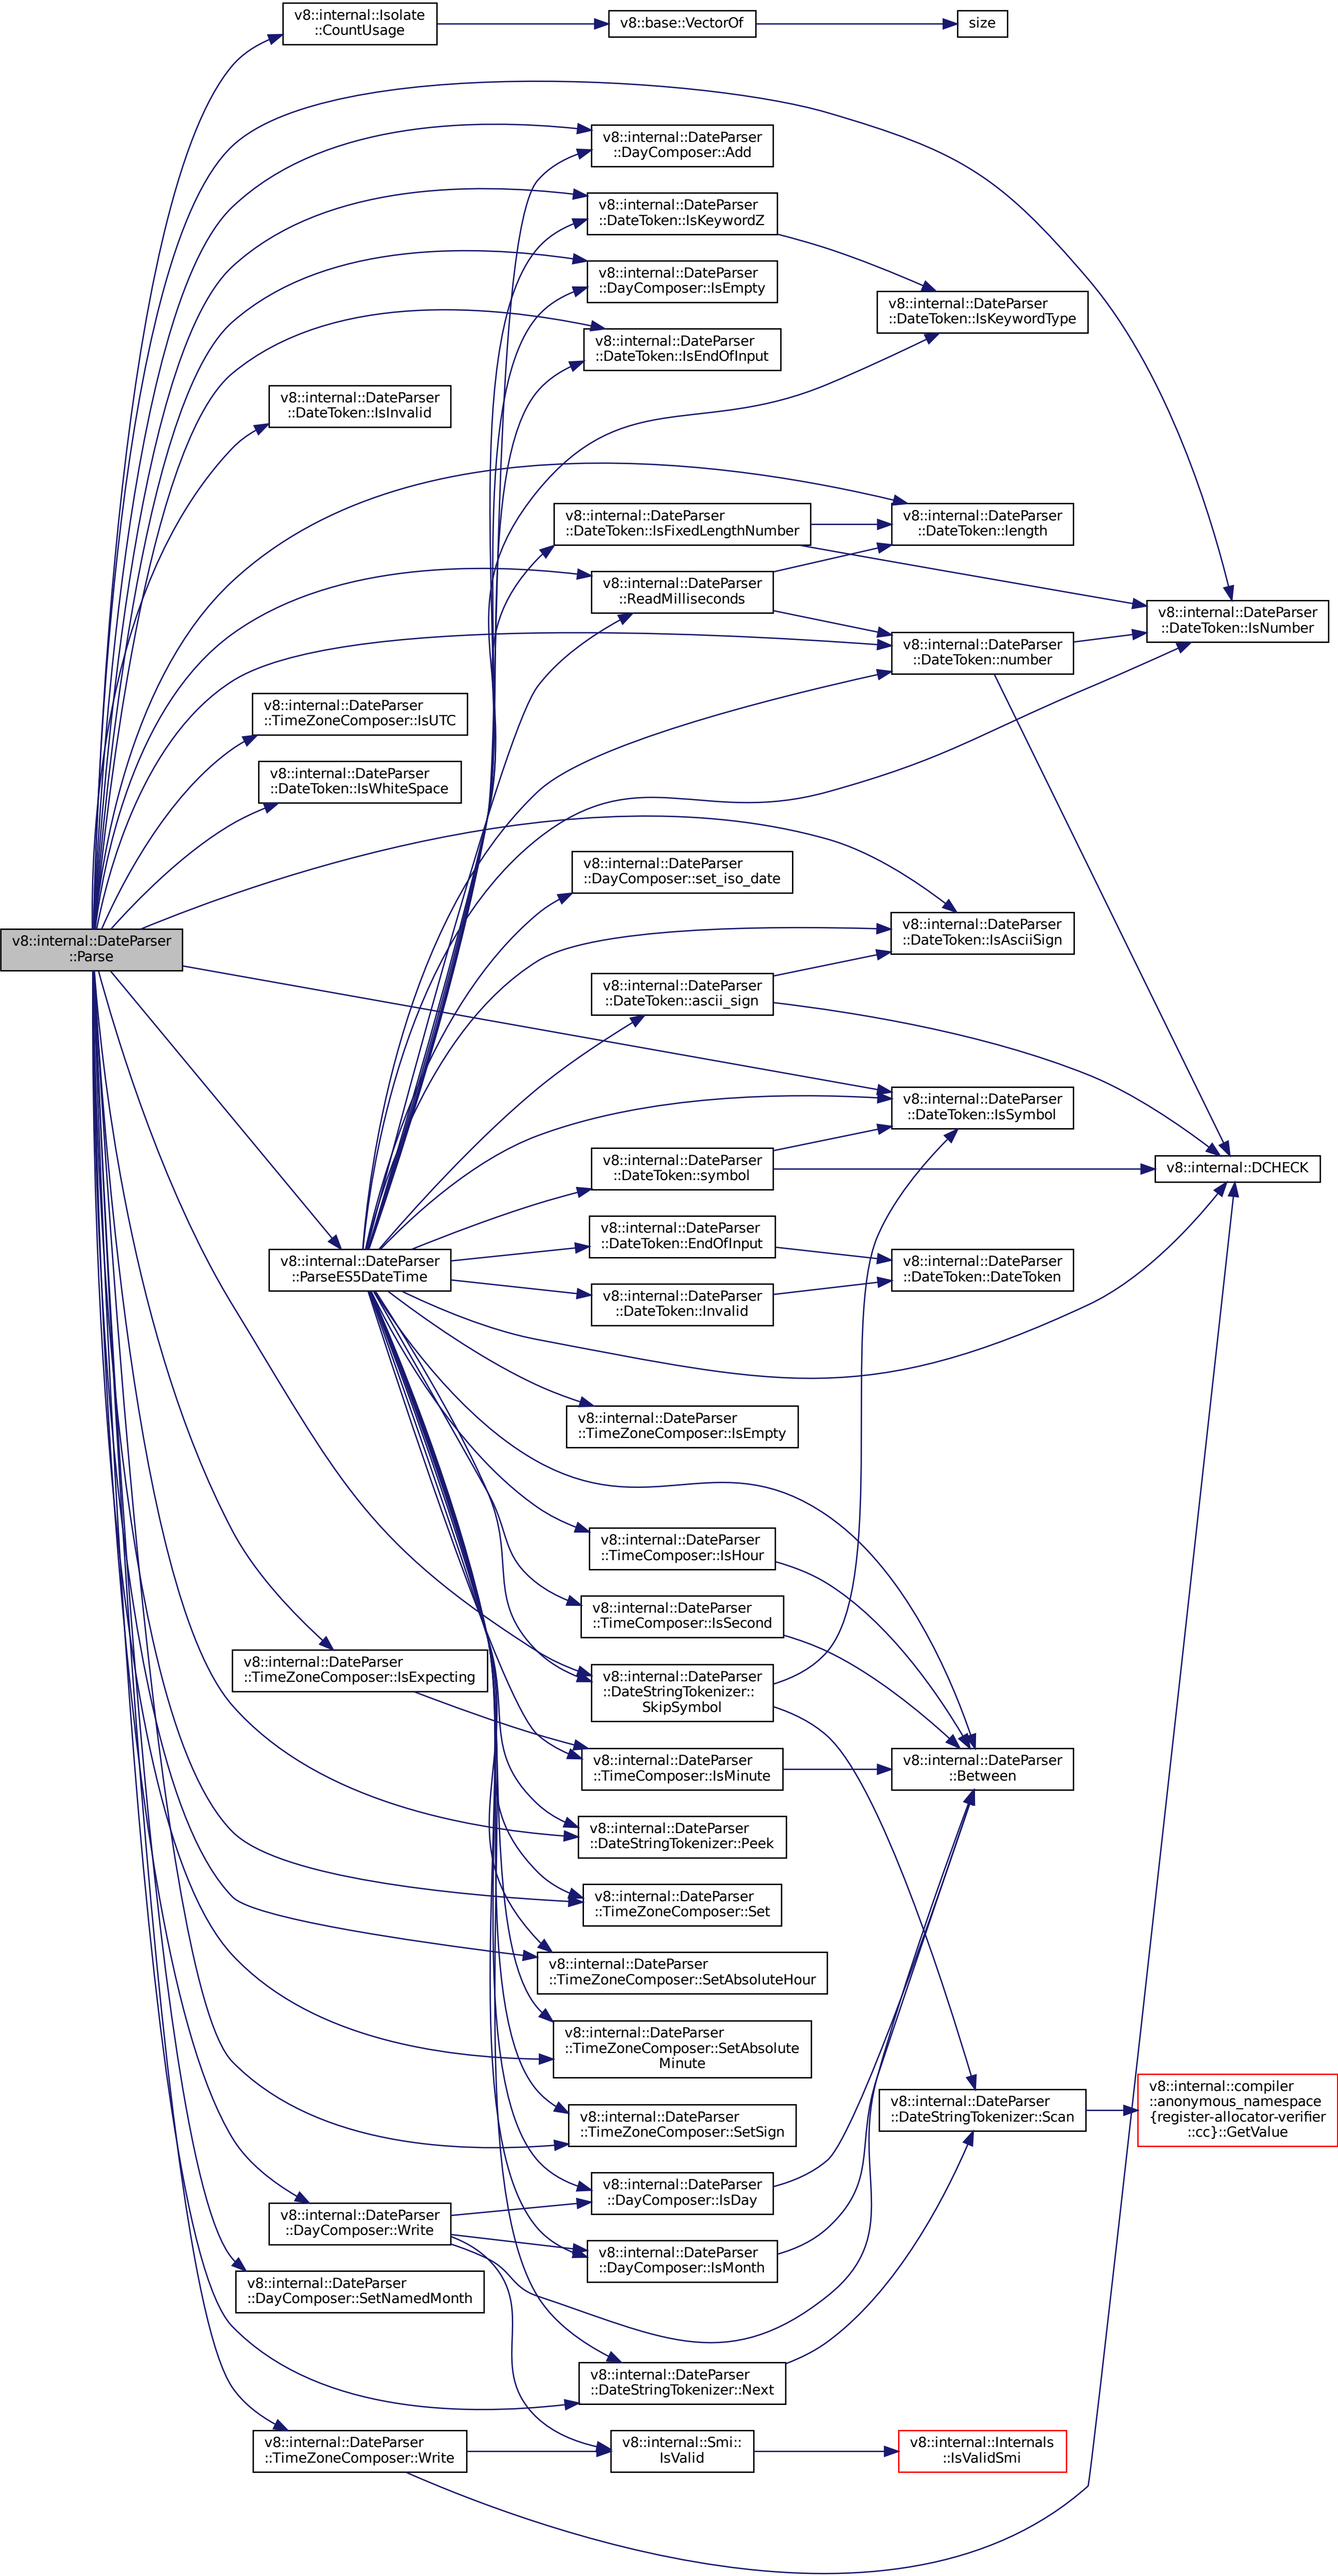 v8::internal::Isolate
::CountUsage
v8::base::VectorOf
size
v8::internal::DateParser
::DayComposer::Add
v8::internal::DateParser
::DateToken::IsKeywordZ
v8::internal::DateParser
::DayComposer::IsEmpty
v8::internal::DateParser
::DateToken::IsKeywordType
v8::internal::DateParser
::DateToken::IsEndOfInput
v8::internal::DateParser
::DateToken::IsInvalid
v8::internal::DateParser
::DateToken::IsFixedLengthNumber
v8::internal::DateParser
::DateToken::length
v8::internal::DateParser
::ReadMilliseconds
v8::internal::DateParser
::DateToken::IsNumber
v8::internal::DateParser
::DateToken::number
v8::internal::DateParser
::TimeZoneComposer::IsUTC
v8::internal::DateParser
::DateToken::IsWhiteSpace
v8::internal::DateParser
::DayComposer::set_iso_date
v8::internal::DateParser
::DateToken::IsAsciiSign
v8::internal::DateParser
::Parse
v8::internal::DateParser
::DateToken::ascii_sign
v8::internal::DateParser
::DateToken::IsSymbol
v8::internal::DateParser
::DateToken::symbol
v8::internal::DCHECK
v8::internal::DateParser
::DateToken::EndOfInput
v8::internal::DateParser
::ParseES5DateTime
v8::internal::DateParser
::DateToken::DateToken
v8::internal::DateParser
::DateToken::Invalid
v8::internal::DateParser
::TimeZoneComposer::IsEmpty
v8::internal::DateParser
::TimeComposer::IsHour
v8::internal::DateParser
::TimeComposer::IsSecond
v8::internal::DateParser
::TimeZoneComposer::IsExpecting
v8::internal::DateParser
::DateStringTokenizer::
SkipSymbol
v8::internal::DateParser
::TimeComposer::IsMinute
v8::internal::DateParser
::Between
v8::internal::DateParser
::DateStringTokenizer::Peek
v8::internal::DateParser
::TimeZoneComposer::Set
v8::internal::DateParser
::TimeZoneComposer::SetAbsoluteHour
v8::internal::DateParser
::TimeZoneComposer::SetAbsolute
Minute
v8::internal::DateParser
::DateStringTokenizer::Scan
v8::internal::compiler
::anonymous_namespace
{register-allocator-verifier
::cc}::GetValue
v8::internal::DateParser
::TimeZoneComposer::SetSign
v8::internal::DateParser
::DayComposer::IsDay
v8::internal::DateParser
::DayComposer::Write
v8::internal::DateParser
::DayComposer::IsMonth
v8::internal::DateParser
::DayComposer::SetNamedMonth
v8::internal::DateParser
::DateStringTokenizer::Next
v8::internal::DateParser
::TimeZoneComposer::Write
v8::internal::Smi::
IsValid
v8::internal::Internals
::IsValidSmi